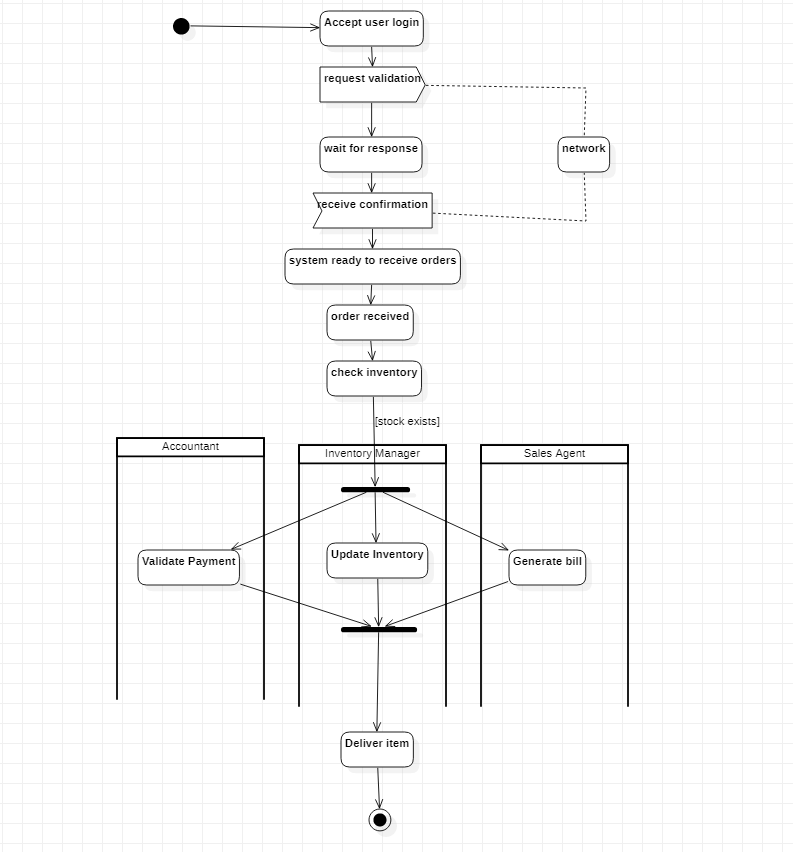 Accept user login
request validation
wait for response
network
receive confirmation
system ready to receive orders
order received
check inventory
[stock exists]
Accountant
Inventory Manager
Sales Agent
Validate Payment
Update Inventory
Generate bill
Deliver item